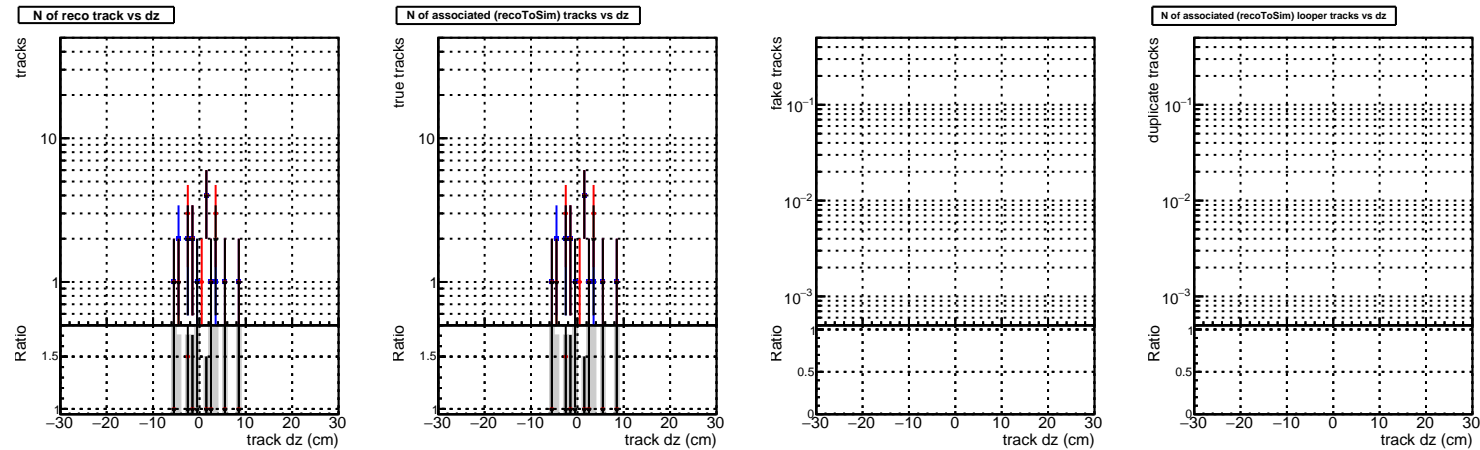 N of reco track vs dz
tracks
10
1
Ratio
1.5
1
−30 −20 −10 0 10 20 30
track dz (cm)
N of associated (recoToSim) tracks vs dz
true tracks
10
1
Ratio
1.5
1
−30 −20 −10 0 10 20 30
track dz (cm)
fake tracks
10⁻¹
10⁻²
10⁻³
Ratio
1
0.5
0
−30 −20 −10 0 10 20 30
track dz (cm)
N of associated (recoToSim) looper tracks vs dz
duplicate tracks
10⁻¹
10⁻²
10⁻³
Ratio
1
0.5
0
−30 −20 −10 0 10 20 30
track dz (cm)